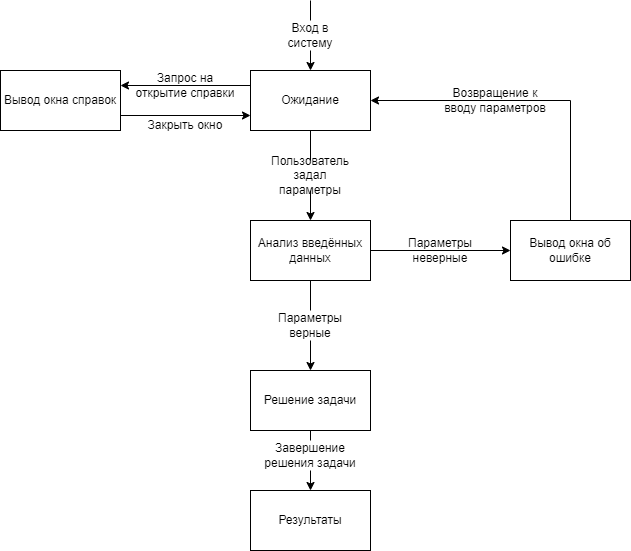 Вход в
систему
Запрос на
открытие справки
Вывод окна справок
Ожидание
Закрыть окно
Возвращение к
вводу параметров
Пользователь
задал
параметры
Анализ введённых
данных
Параметры
неверные
Вывод окна об
ошибке
Параметры
верные
Решение задачи
Завершение
решения задачи
Результаты